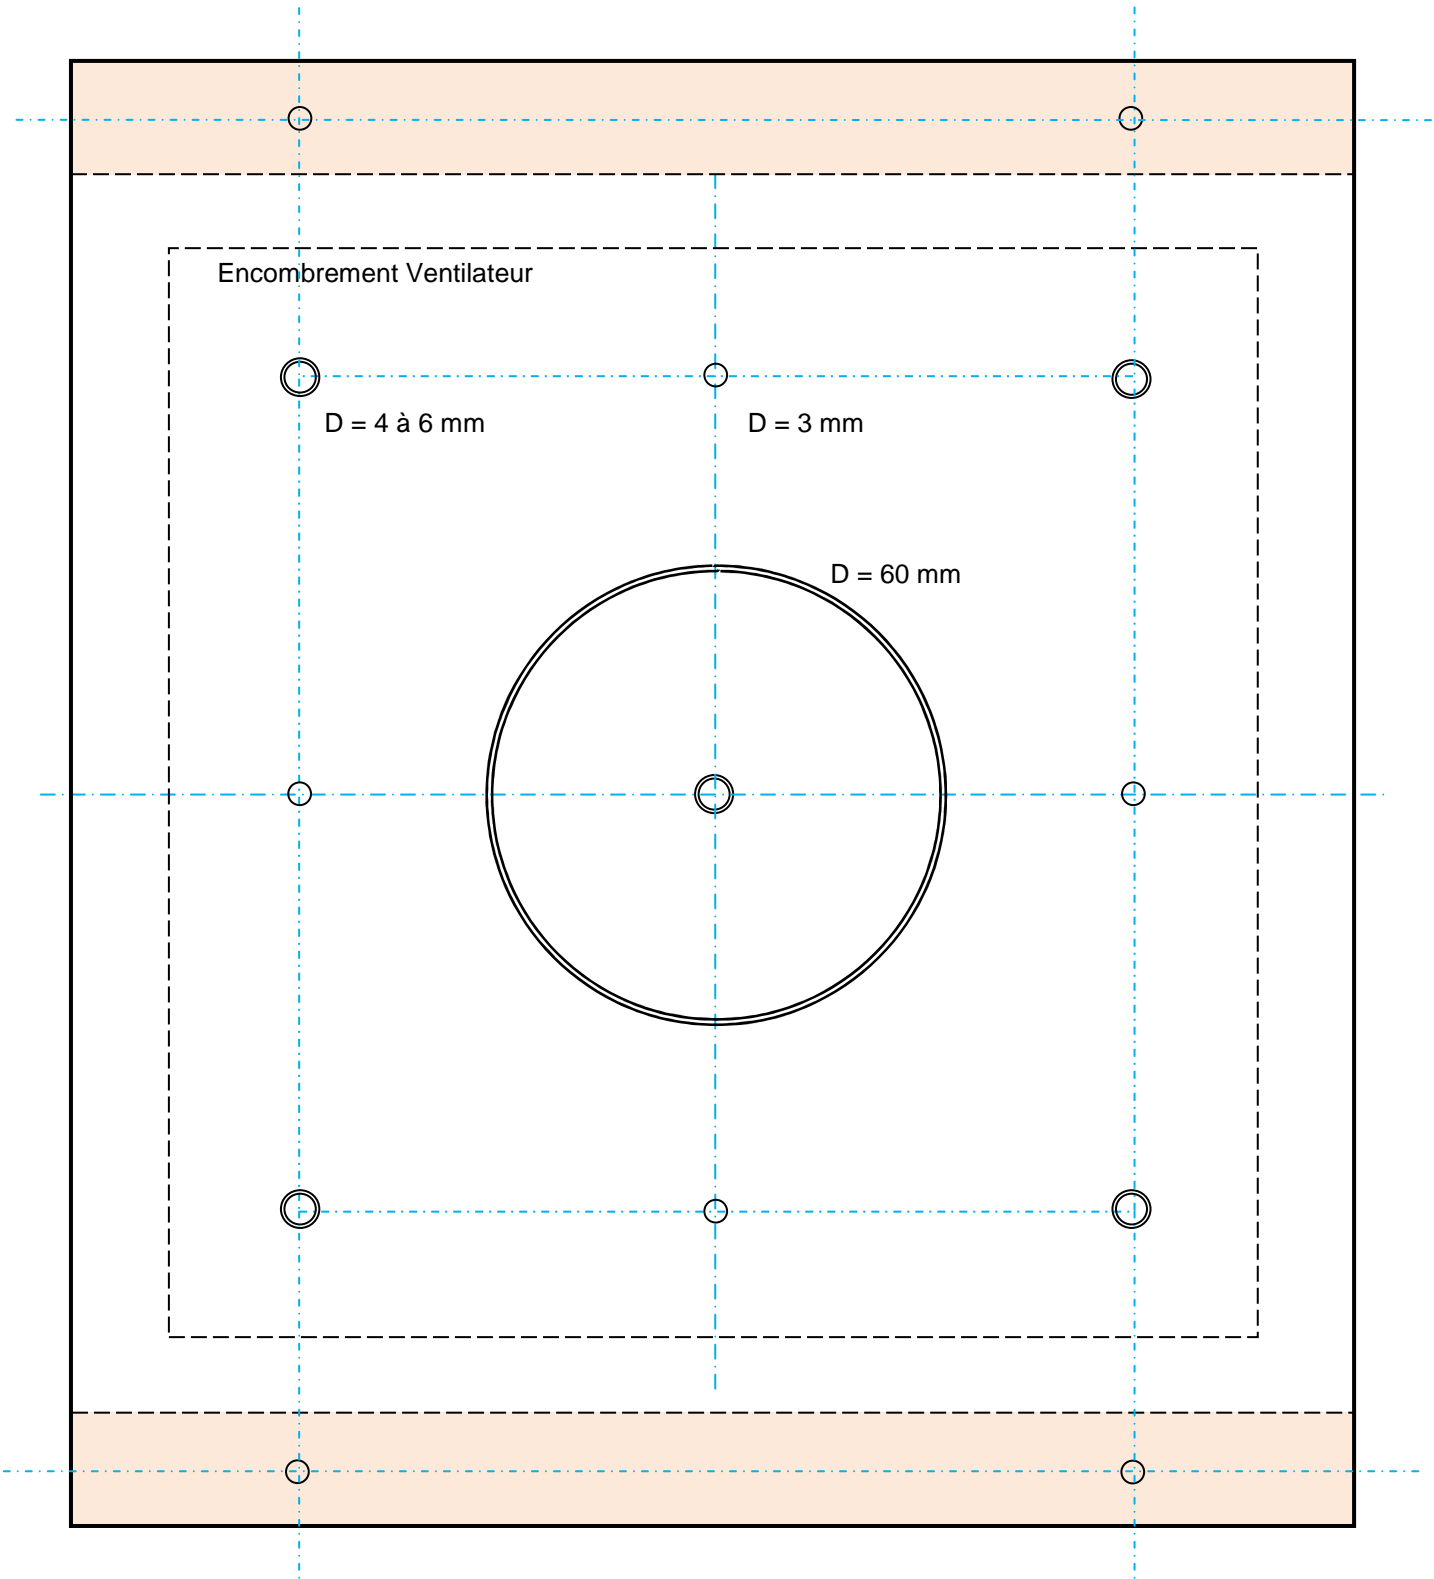 Encombrement Ventilateur
D = 4 à 6 mm
D = 3 mm
D = 60 mm